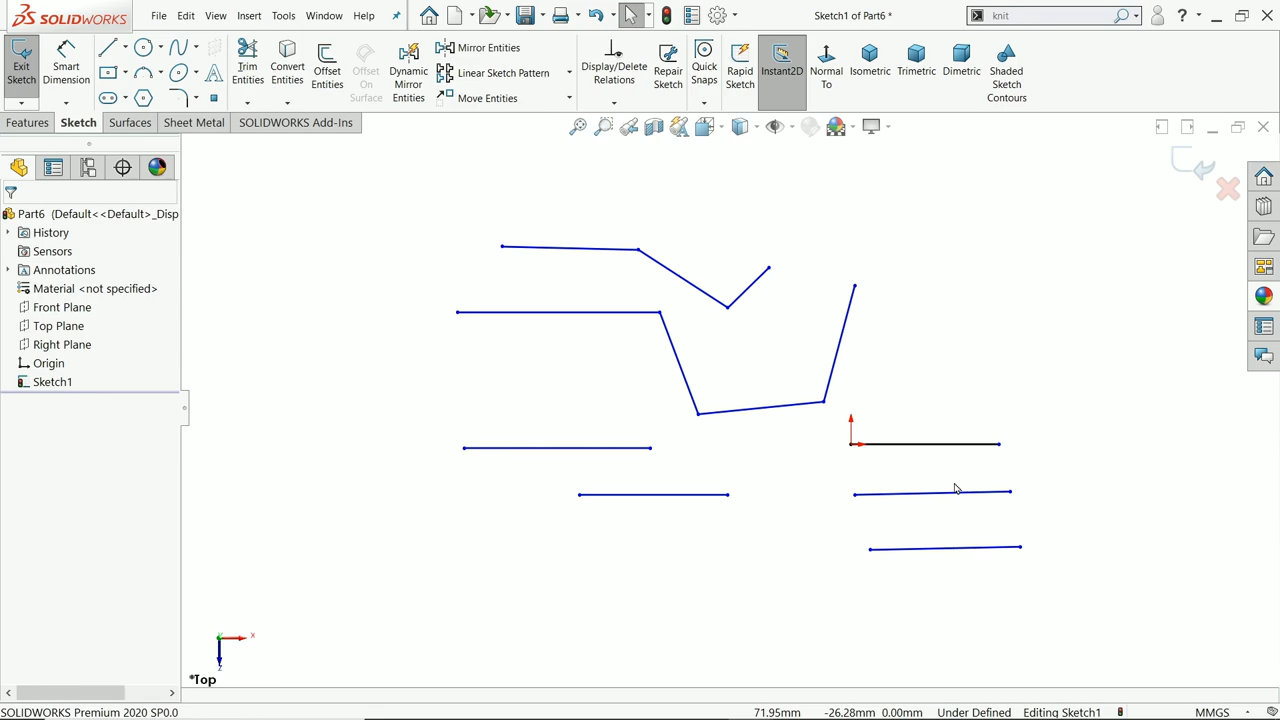 SOLIDWORKS File Edit View Insert Tools Window Help Sketch1 of Part6 * knit ?
Exit Sketch
Smart Dimension
Trim Entities
Convert Entities
Offset Entities
Offset On Surface
Dynamic Mirror Entities
Mirror Entities
Linear Sketch Pattern
Move Entities
Display/Delete Relations
Repair Sketch
Quick Snaps
Rapid Sketch
Instant2D
Normal To
Isometric
Trimetric
Dimetric
Shaded Sketch Contours
Features Sketch Surfaces Sheet Metal SOLIDWORKS Add-Ins
Part6 (Default<<Default>_Disp
History
Sensors
Annotations
Material <not specified>
Front Plane
Top Plane
Right Plane
Origin
Sketch1
Y X
Z
*Top
SOLIDWORKS Premium 2020 SP0.0 71.95mm -26.28mm 0.00mm Under Defined Editing Sketch1 MMGS